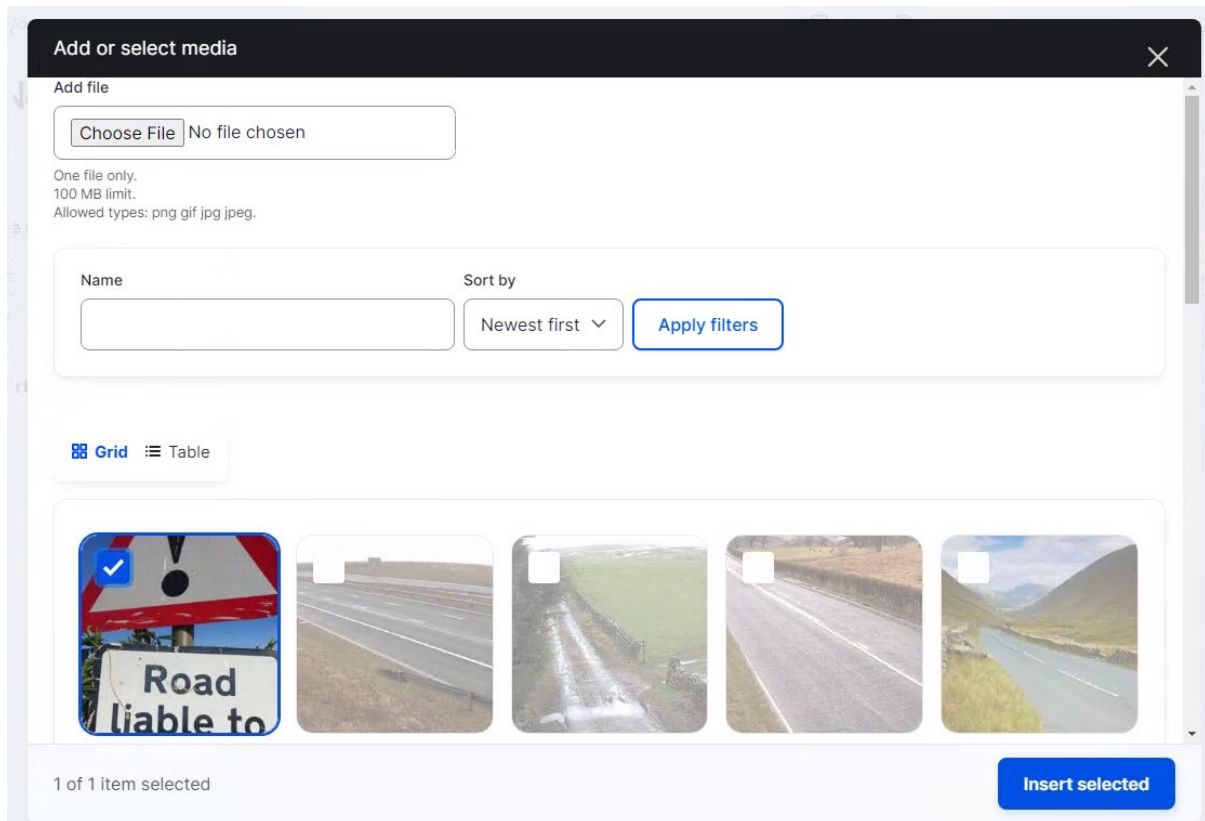 Add or select media
Add file
Choose File No file chosen
One file only.
100 MB limit.
Allowed types: png gif jpg jpeg.
Name
Sort by
Newest first
Apply filters
Grid
Table
Road
liable to
1 of 1 item selected
Insert selected